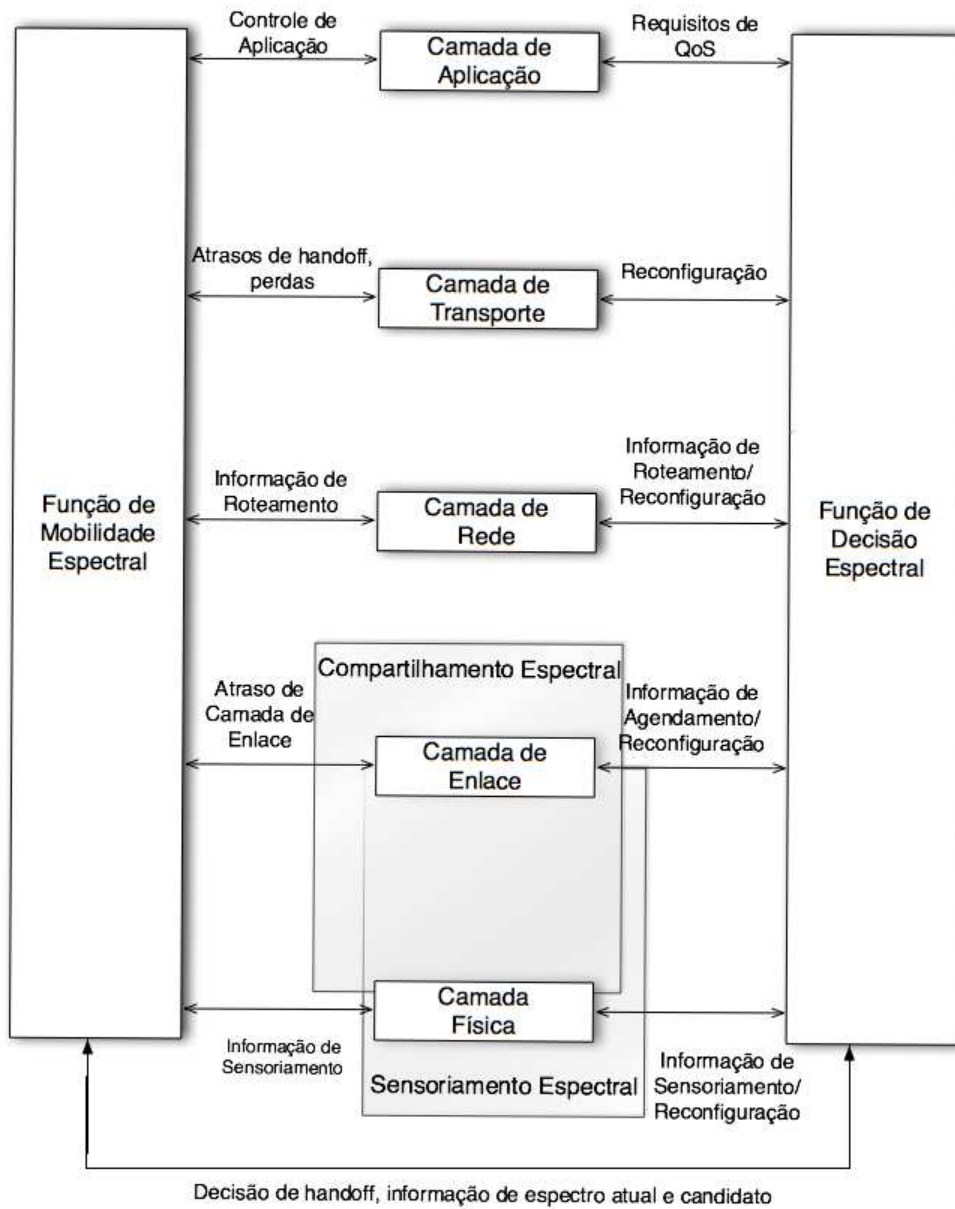 Controle de
Aplicação
Camada de
Aplicação
Requisitos de
QoS
Atrasos de handoff,
perdas
Camada de
Transporte
Reconfiguração
Função de
Mobilidade
Espectral
Informação de
Roteamento
Camada de
Rede
Informação de
Roteamento/
Reconfiguração
Função de
Decisão
Espectral
Compartilhamento Espectral
Atraso de
Camada de
Enlace
Camada de
Enlace
Informação de
Agendamento/
Reconfiguração
Camada
Física
Informação de
Sensoriamento
Sensoriamento Espectral
Informação de
Sensoriamento/
Reconfiguração
Decisão de handoff, informação de espectro atual e candidato